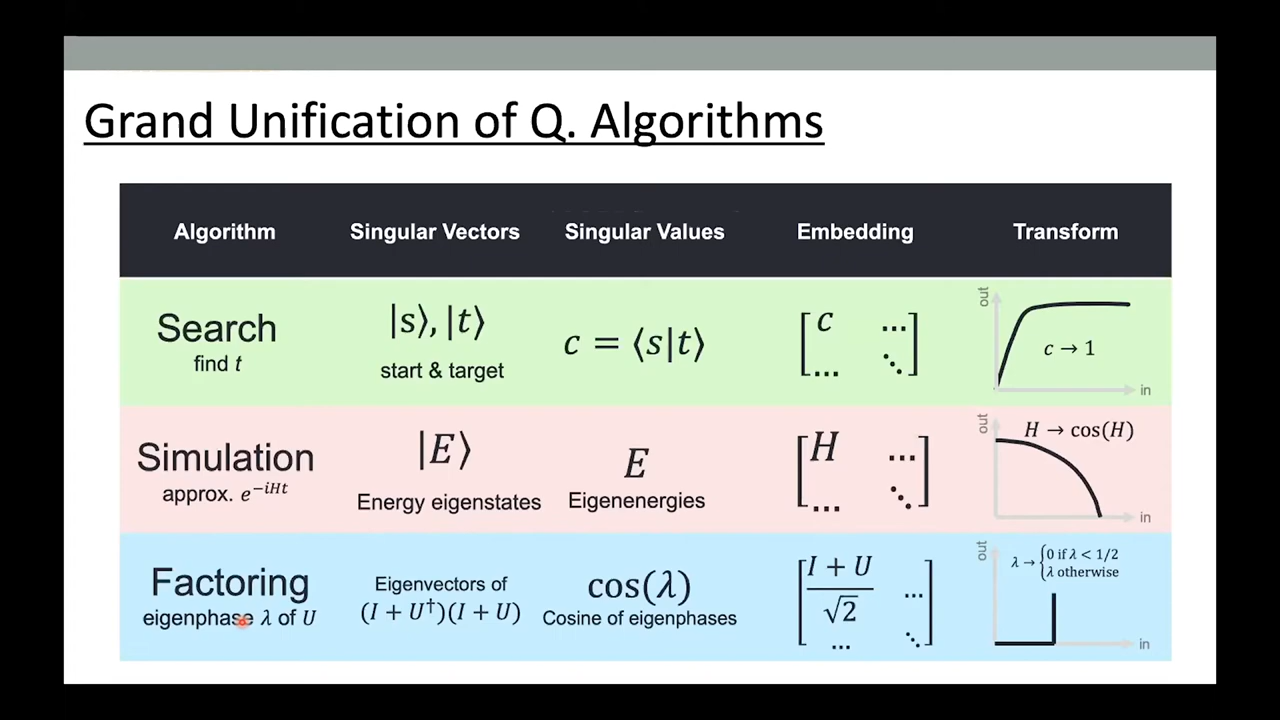 Grand Unification of Q. Algorithms
Algorithm Singular Vectors Singular Values Embedding Transform
Search
find t
|s⟩, |t⟩
start & target
c = ⟨s|t⟩
[c ...
... ⋱]
out
c → 1
in
Simulation
approx. e^{-iHt}
|E⟩
Energy eigenstates
E
Eigenenergies
[H ...
... ⋱]
out
H → cos(H)
in
Factoring
eigenphase λ of U
Eigenvectors of
(I + U†)(I + U)
cos(λ)
Cosine of eigenphases
[I + U
√2 ...
... ⋱]
out
λ → {0 if λ < 1/2
λ otherwise
in